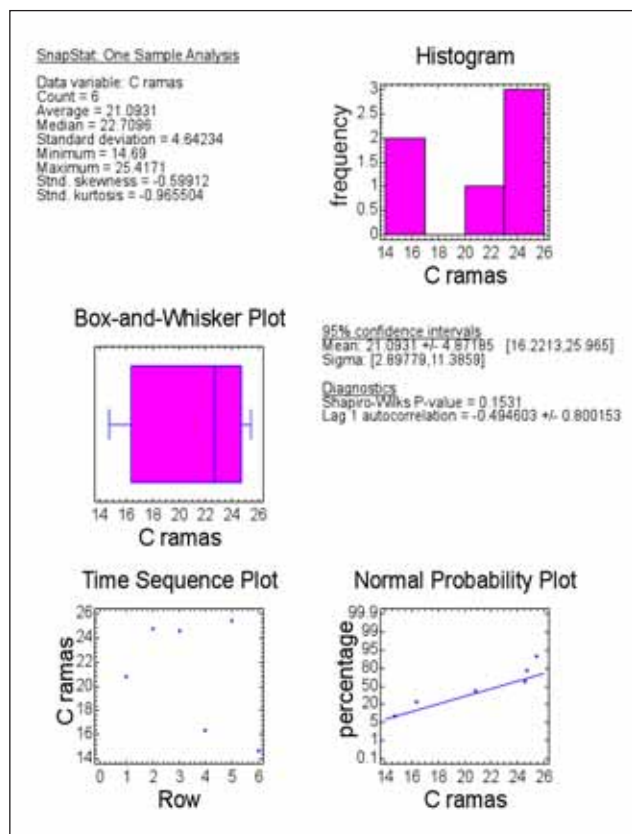 SnapStat: One Sample Analysis
Data variable: C ramas
Count = 6
Average = 21.0931
Median = 22.7096
Standard deviation = 4.64234
Minimum = 14.69
Maximum = 25.4171
Stnd. skewness = -0.59912
Stnd. kurtosis = -0.965504
Histogram
frequency
3
2.5
2
1.5
1
0.5
0
14 16 18 20 22 24 26
C ramas
Box-and-Whisker Plot
14 16 18 20 22 24 26
C ramas
95% confidence intervals
Mean: 21.0931 +/- 4.87185 [16.2213,25.965]
Sigma: [2.89779,11.3859]
Diagnostics
Shapiro-Wilks P-value = 0.1531
Lag 1 autocorrelation = -0.494603 +/- 0.800153
Time Sequence Plot
C ramas
26
24
22
20
18
16
14
0 1 2 3 4 5 6
Row
Normal Probability Plot
percentage
99.9
99
95
80
50
20
5
1
0.1
14 16 18 20 22 24 26
C ramas